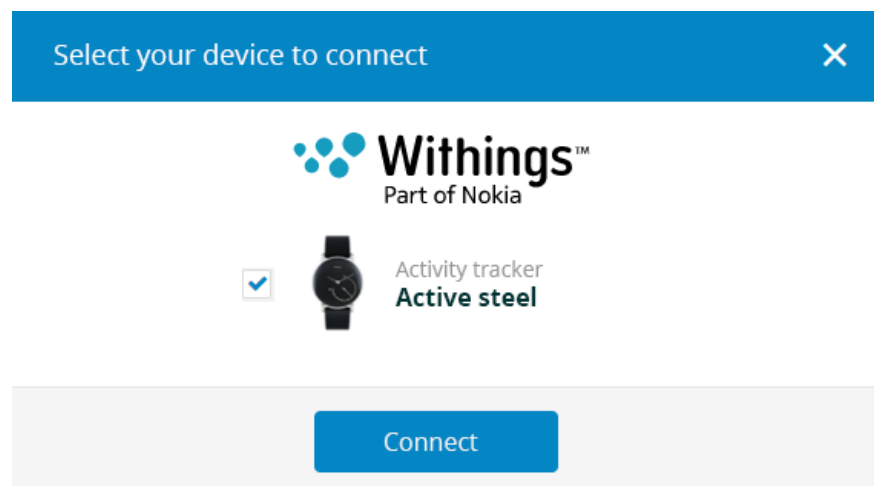 Select your device to connect
Withings™
Part of Nokia
Activity tracker
Active steel
Connect